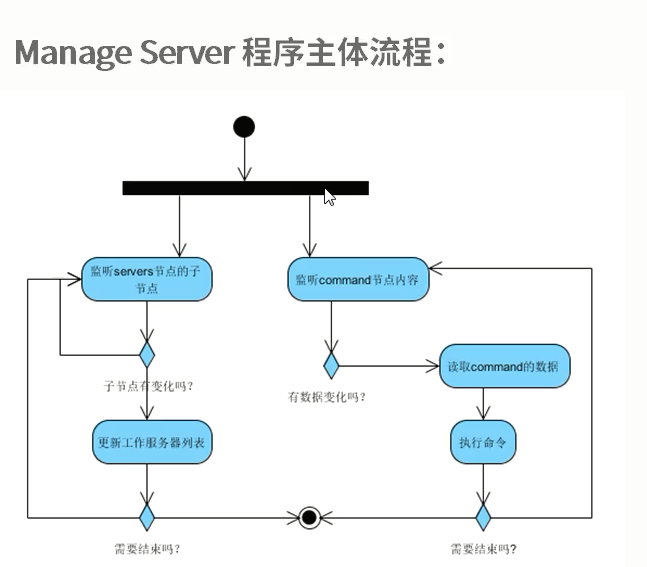 Manage Server 程序主体流程：
监听servers节点的子
节点
监听command节点内容
子节点有变化吗？
有数据变化吗？
读取command的数据
更新工作服务器列表
执行命令
需要结束吗？
需要结束吗?